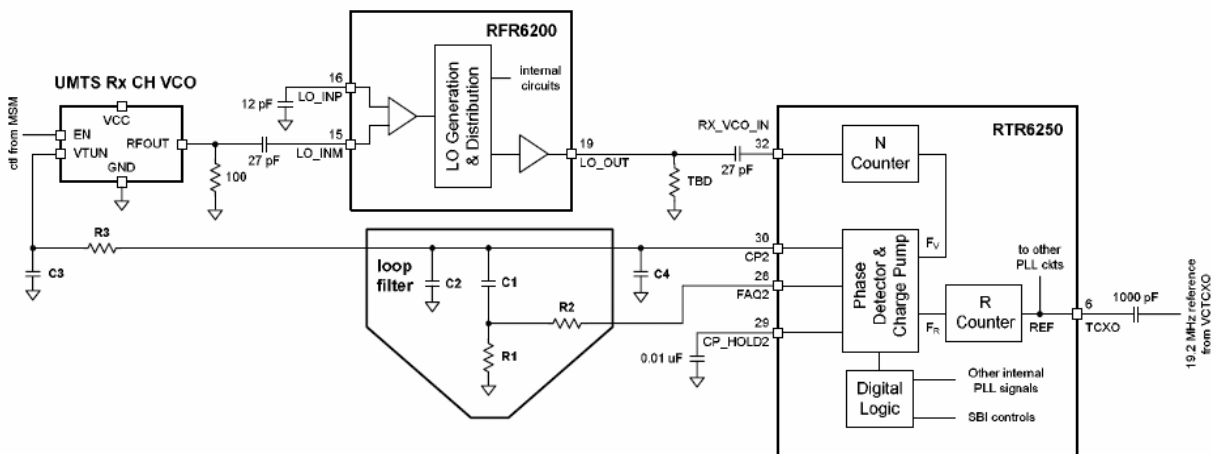 RFR6200
UMTS Rx CH VCO
ctl from MSM
VCC
EN
VTUN
RFOUT
GND
100
27 pF
12 pF
16
LO_INP
15
LO_INM
LO Generation
& Distribution
internal
circuits
19
LO_OUT
TBD
27 pF
RX_VCO_IN
32
RTR6250
N
Counter
R3
C3
loop
filter
C2
C1
R1
R2
C4
30
CP2
28
FAQ2
29
CP_HOLD2
0.01 uF
Phase
Detector &
Charge Pump
FV
FR
R
Counter
to other
PLL ckts
REF
6
TCXO
1000 pF
19.2 MHz reference
from VCTCXO
Digital
Logic
Other internal
PLL signals
SBI controls